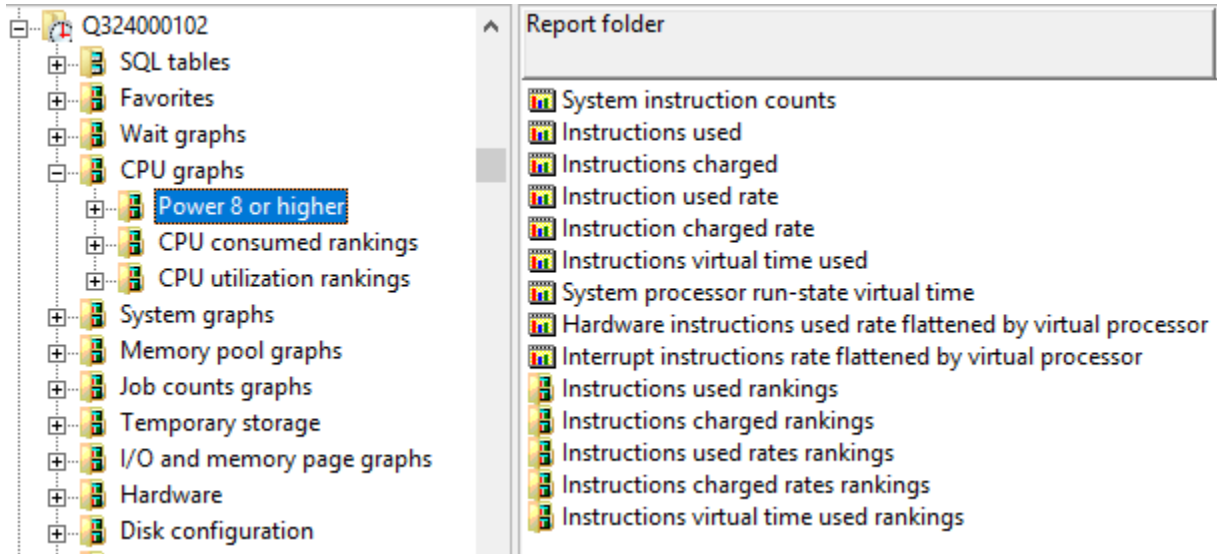 Q324000102
SQL tables
Favorites
Wait graphs
CPU graphs
Power 8 or higher
CPU consumed rankings
CPU utilization rankings
System graphs
Memory pool graphs
Job counts graphs
Temporary storage
I/O and memory page graphs
Hardware
Disk configuration
Report folder
System instruction counts
Instructions used
Instructions charged
Instruction used rate
Instruction charged rate
Instructions virtual time used
System processor run-state virtual time
Hardware instructions used rate flattened by virtual processor
Interrupt instructions rate flattened by virtual processor
Instructions used rankings
Instructions charged rankings
Instructions used rates rankings
Instructions charged rates rankings
Instructions virtual time used rankings